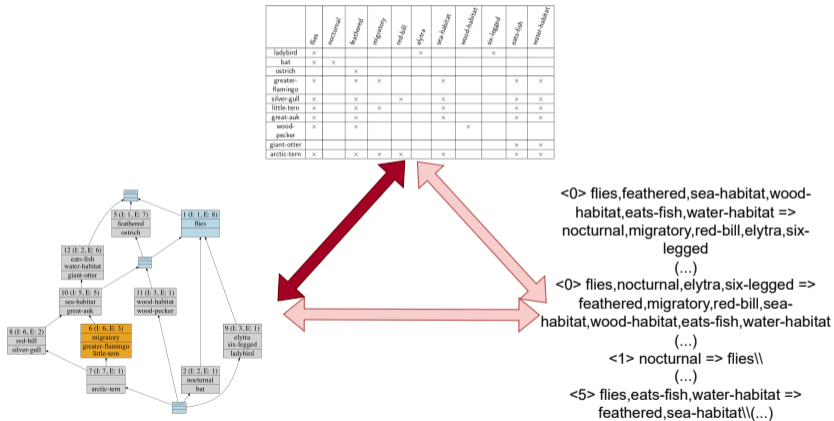 flies nocturnal feathered migratory red-bill elytra sea-habitat wood-habitat six-legged eats-fish water-habitat
ladybird × × ×
bat × ×
ostrich ×
greater- × × × × × ×
flamingo
silver-gull × × × × × ×
little-tern × × × × × ×
great-auk × × × × ×
wood- × × ×
pecker
giant-otter × ×
arctic-tern × × × × × × ×
5 (I: 1, E: 7)
feathered
ostrich
1 (I: 1, E: 8)
flies
12 (I: 2, E: 6)
eats-fish
water-habitat
giant-otter
10 (I: 5, E: 5)
sea-habitat
great-auk
11 (I: 3, E: 1)
wood-habitat
wood-pecker
8 (I: 6, E: 2)
red-bill
silver-gull
6 (I: 6, E: 3)
migratory
greater-flamingo
little-tern
9 (I: 3, E: 1)
elytra
six-legged
ladybird
7 (I: 7, E: 1)
arctic-tern
2 (I: 2, E: 1)
nocturnal
bat
<0> flies,feathered,sea-habitat,wood-
habitat,eats-fish,water-habitat =>
nocturnal,migratory,red-bill,elytra,six-
legged
(...)
<0> flies,nocturnal,elytra,six-legged =>
feathered,migratory,red-bill,sea-
habitat,wood-habitat,eats-fish,water-habitat
(...)
<1> nocturnal => flies\\
(...)
<5> flies,eats-fish,water-habitat =>
feathered,sea-habitat\\(...)